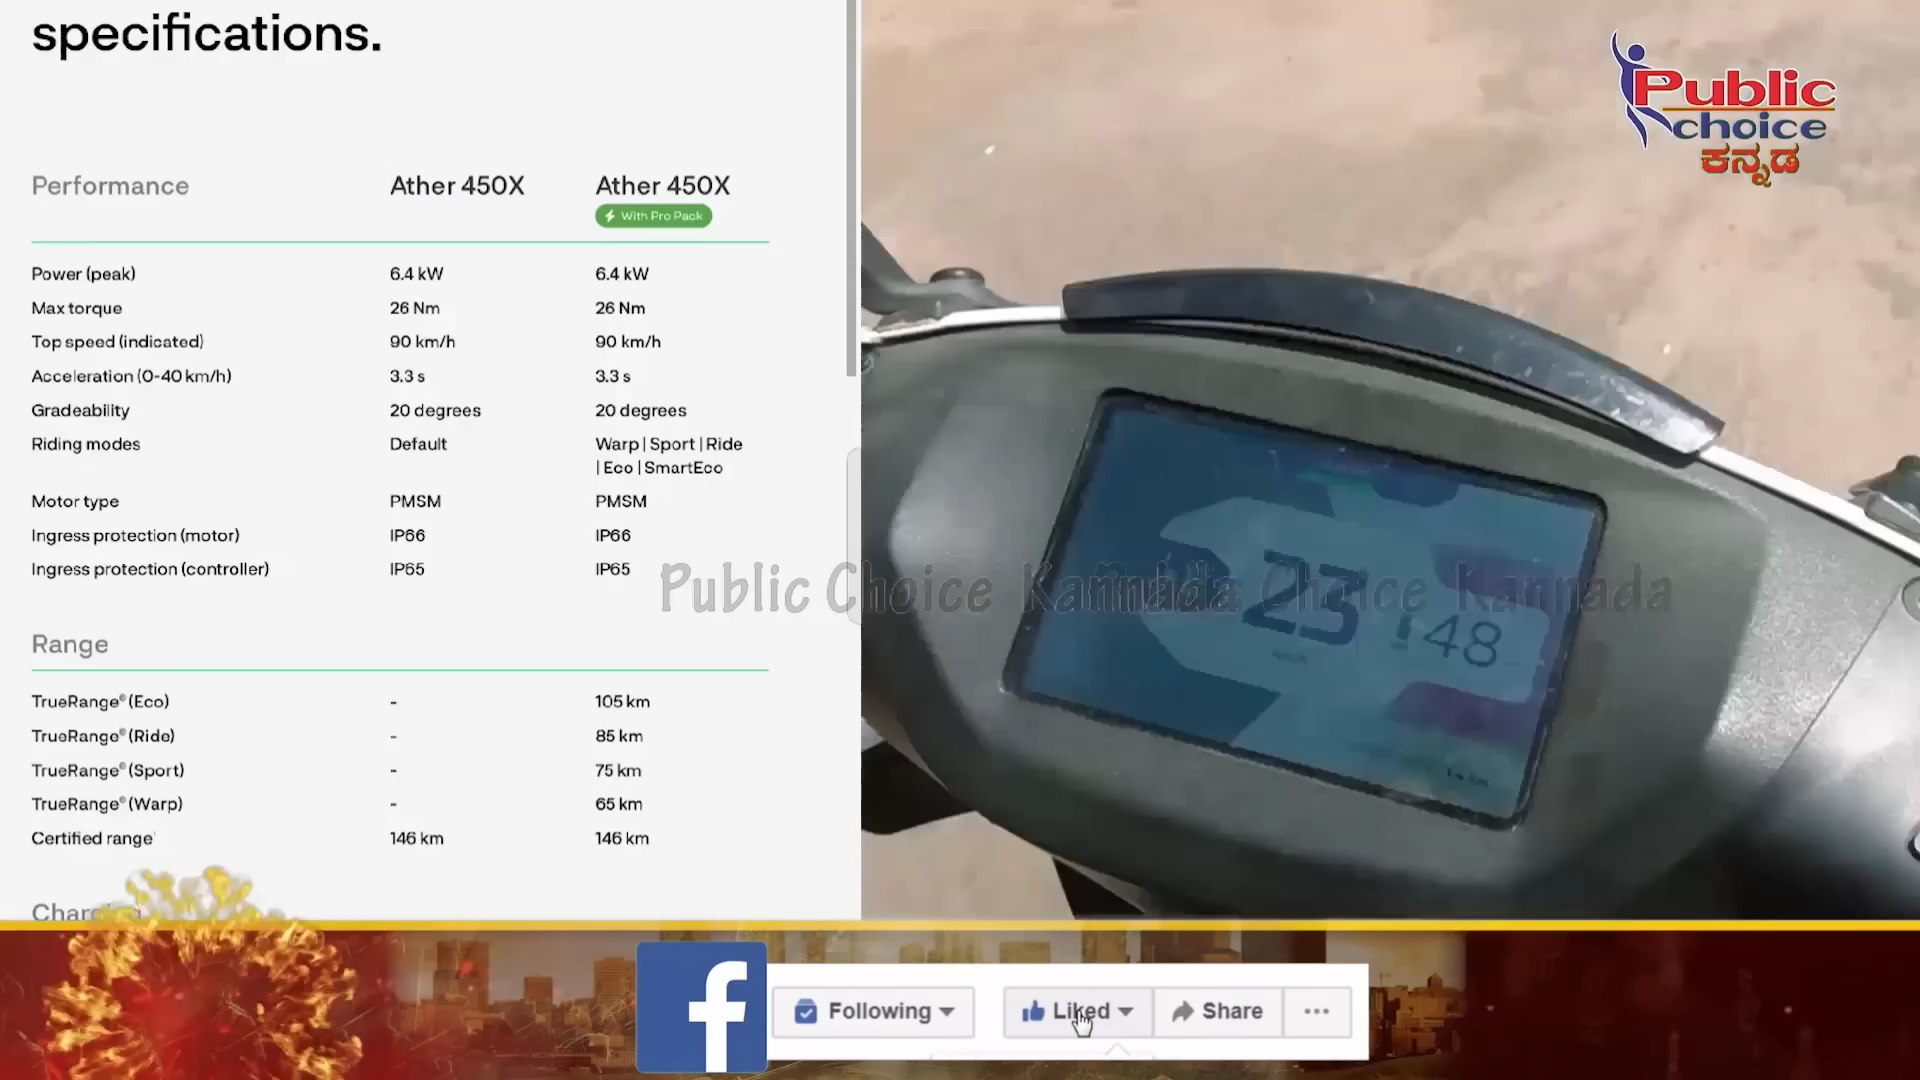 specifications.
Performance Ather 450X Ather 450X
With Pro Pack
Power (peak) 6.4 kW 6.4 kW
Max torque 26 Nm 26 Nm
Top speed (indicated) 90 km/h 90 km/h
Acceleration (0-40 km/h) 3.3 s 3.3 s
Gradeability 20 degrees 20 degrees
Riding modes Default Warp | Sport | Ride
| Eco | SmartEco
Motor type PMSM PMSM
Ingress protection (motor) IP66 IP66
Ingress protection (controller) IP65 IP65
Range
TrueRange® (Eco) - 105 km
TrueRange® (Ride) - 85 km
TrueRange® (Sport) - 75 km
TrueRange® (Warp) - 65 km
Certified range¹ 146 km 146 km
Public
choice
ಕನ್ನಡ
23
48
Public Choice Kannada
Choice Kannada
Following
Liked
Share